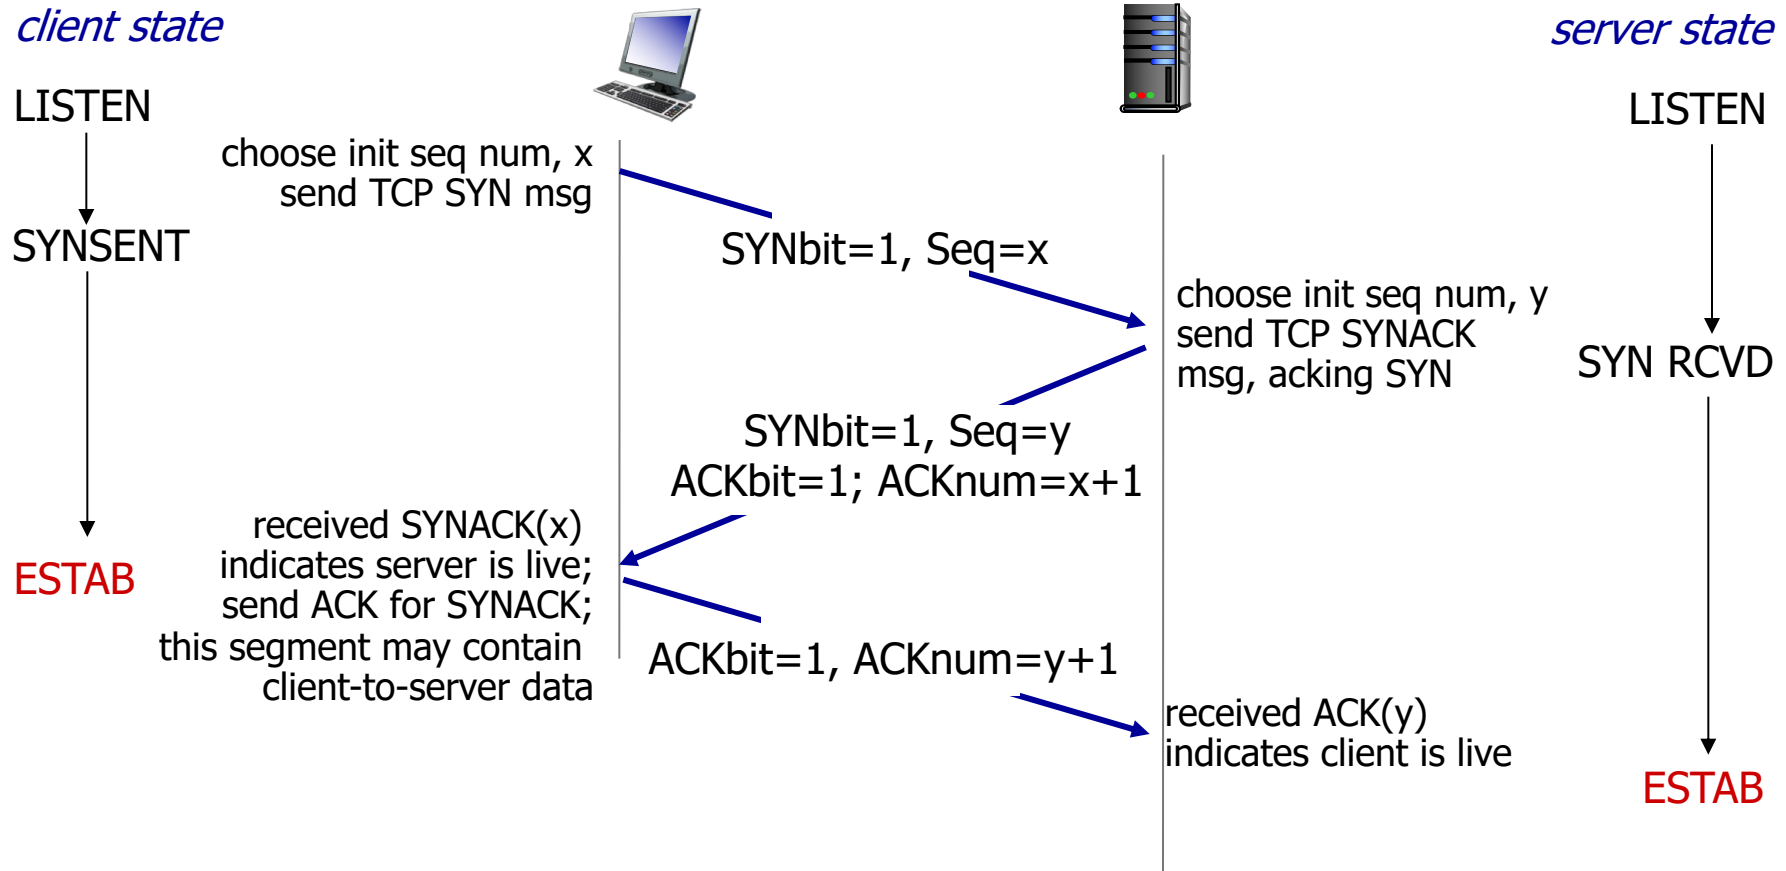 client state
server state
LISTEN
LISTEN
choose init seq num, x
send TCP SYN msg
SYNSENT
SYNbit=1, Seq=x
choose init seq num, y
send TCP SYNACK
msg, acking SYN
SYN RCVD
SYNbit=1, Seq=y
ACKbit=1; ACKnum=x+1
received SYNACK(x)
indicates server is live;
send ACK for SYNACK;
this segment may contain
client-to-server data
ESTAB
ACKbit=1, ACKnum=y+1
received ACK(y)
indicates client is live
ESTAB